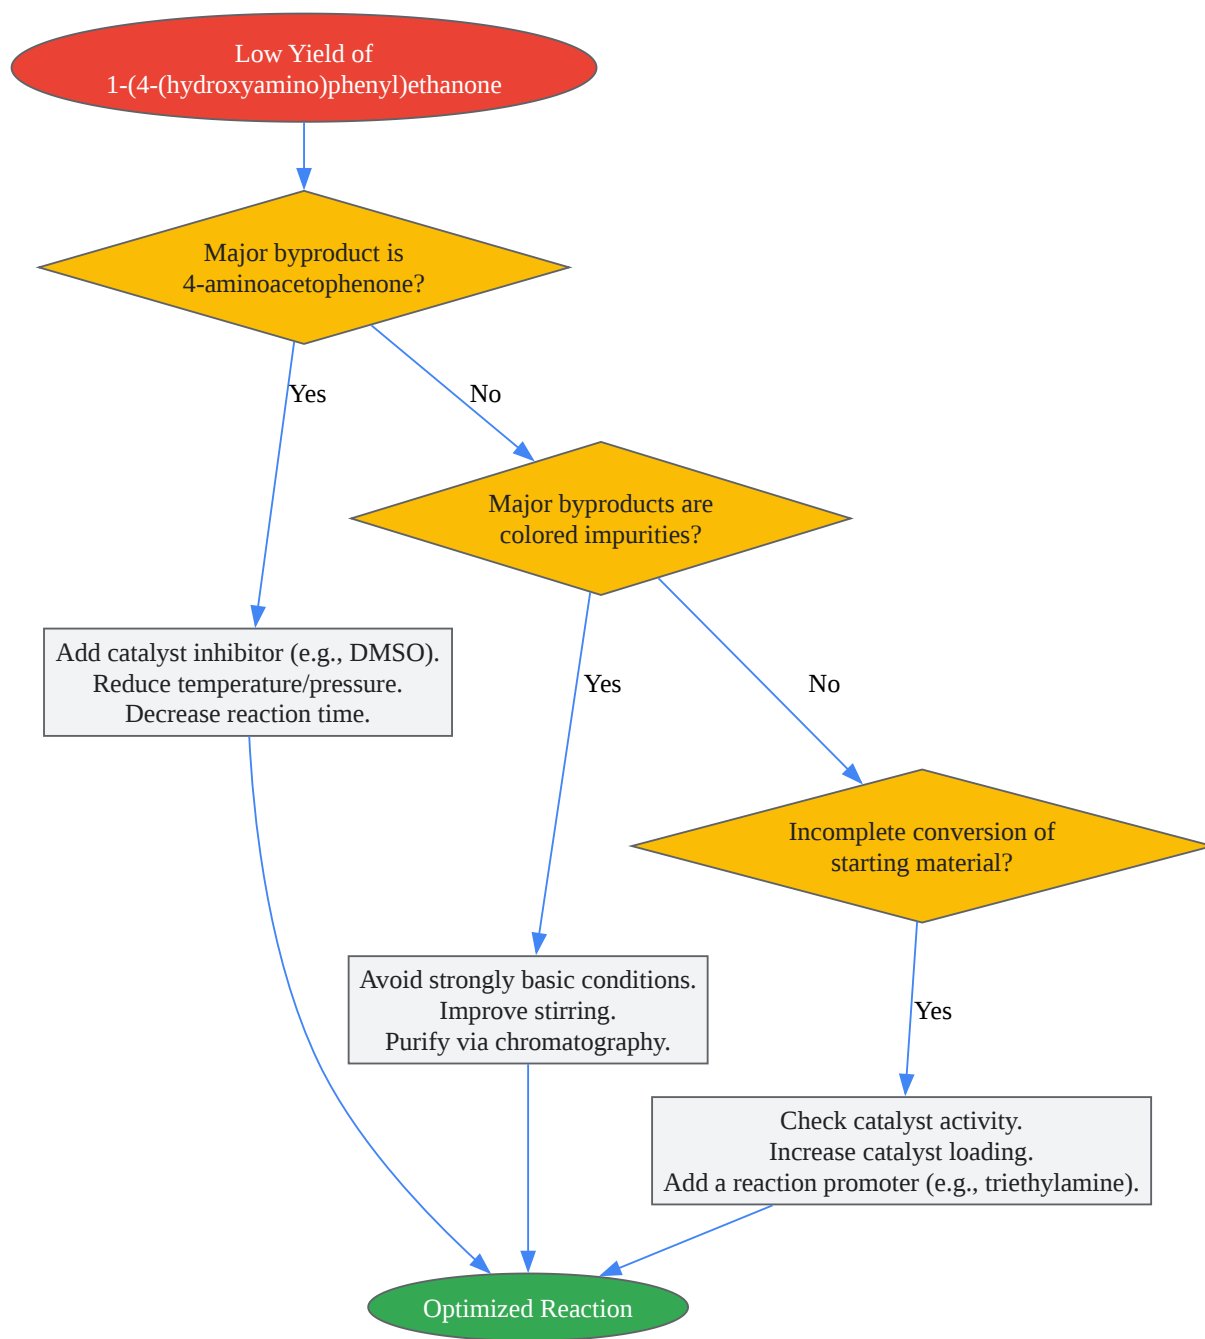 Low Yield of
1-(4-(hydroxyamino)phenyl)ethanone
Major byproduct is
4-aminoacetophenone?
Yes
No
Major byproducts are
colored impurities?
Add catalyst inhibitor (e.g., DMSO).
Reduce temperature/pressure.
Decrease reaction time.
Yes
No
Incomplete conversion of
starting material?
Avoid strongly basic conditions.
Improve stirring.
Purify via chromatography.
Yes
Check catalyst activity.
Increase catalyst loading.
Add a reaction promoter (e.g., triethylamine).
Optimized Reaction